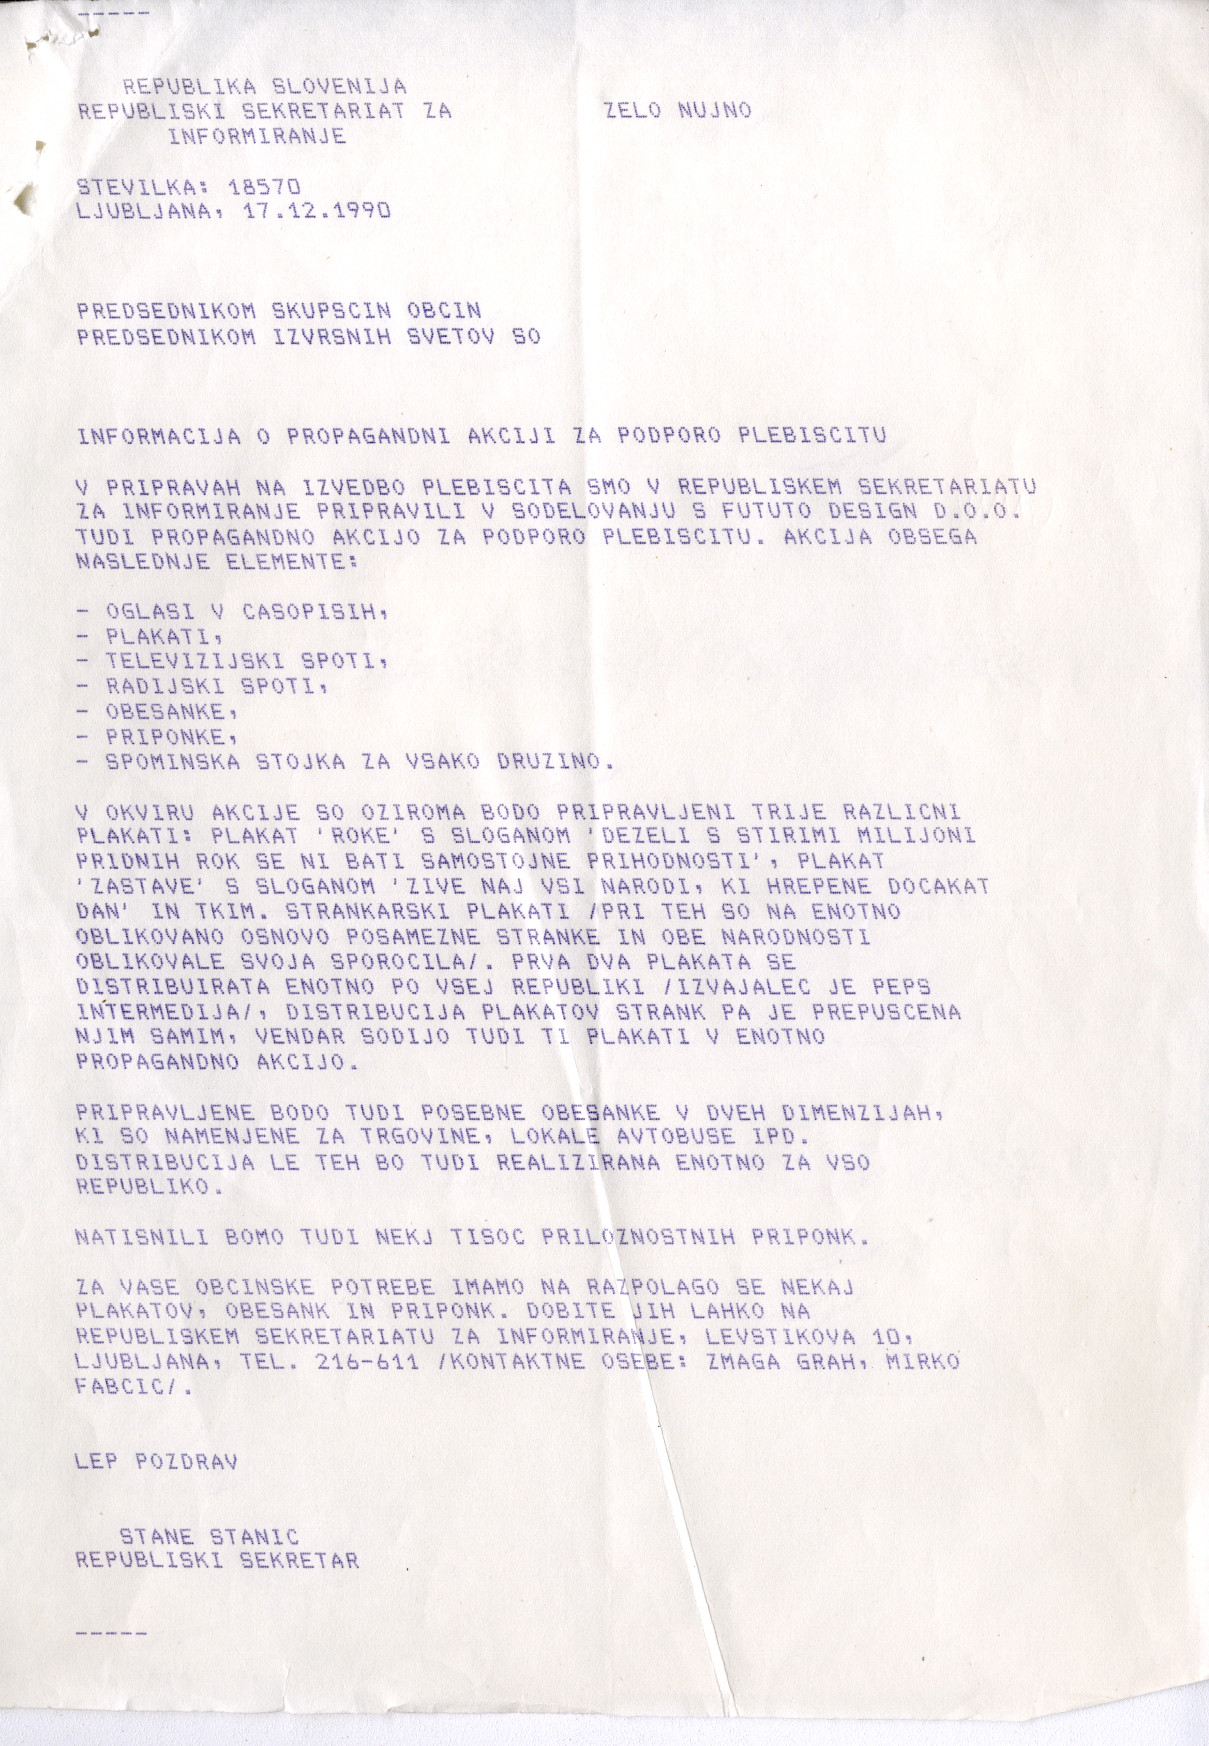 -----
REPUBLIKA SLOVENIJA
REPUBLISKI SEKRETARIAT ZA ZELO NUJNO
INFORMIRANJE
STEVILKA: 18570
LJUBLJANA, 17.12.1990
PREDSEDNIKOM SKUPSCIN OBCIN
PREDSEDNIKOM IZVRSNIH SVETOV SO
INFORMACIJA O PROPAGANDNI AKCIJI ZA PODPORO PLEBISCITU
V PRIPRAVAH NA IZVEDBO PLEBISCITA SMO V REPUBLISKEM SEKRETARIATU
ZA INFORMIRANJE PRIPRAVILI V SODELOVANJU S FUTUTO DESIGN D.O.O.
TUDI PROPAGANDNO AKCIJO ZA PODPORO PLEBISCITU. AKCIJA OBSEGA
NASLEDNJE ELEMENTE:
- OGLASI V CASOPISIH,
- PLAKATI,
- TELEVIZIJSKI SPOTI,
- RADIJSKI SPOTI,
- OBESANKE,
- PRIPONKE,
- SPOMINSKA STOJKA ZA VSAKO DRUZINO.
V OKVIRU AKCIJE SO OZIROMA BODO PRIPRAVLJENI TRIJE RAZLICNI
PLAKATI: PLAKAT 'ROKE' S SLOGANOM 'DEZELI S STIRIMI MILIJONI
PRIDNIH ROK SE NI BATI SAMOSTOJNE PRIHODNOSTI', PLAKAT
'ZASTAVE' S SLOGANOM 'ZIVE NAJ VSI NARODI, KI HREPENE DOCAKAT
DAN' IN TKIM. STRANKARSKI PLAKATI /PRI TEH SO NA ENOTNO
OBLIKOVANO OSNOVO POSAMEZNE STRANKE IN OBE NARODNOSTI
OBLIKOVALE SVOJA SPOROCILA/. PRVA DVA PLAKATA SE
DISTRIBUIRATA ENOTNO PO VSEJ REPUBLIKI /IZVAJALEC JE PEPS
INTERMEDIJA/, DISTRIBUCIJA PLAKATOV STRANK PA JE PREPUSCENA
NJIM SAMIM, VENDAR SODIJO TUDI TI PLAKATI V ENOTNO
PROPAGANDNO AKCIJO.
PRIPRAVLJENE BODO TUDI POSEBNE OBESANKE V DVEH DIMENZIJAH,
KI SO NAMENJENE ZA TRGOVINE, LOKALE AVTOBUSE IPD.
DISTRIBUCIJA LE TEH BO TUDI REALIZIRANA ENOTNO ZA VSO
REPUBLIKO.
NATISNILI BOMO TUDI NEKJ TISOC PRILOZNOSTNIH PRIPONK.
ZA VASE OBCINSKE POTREBE IMAMO NA RAZPOLAGO SE NEKAJ
PLAKATOV, OBESANK IN PRIPONK. DOBITE JIH LAHKO NA
REPUBLISKEM SEKRETARIATU ZA INFORMIRANJE, LEVSTIKOVA 10,
LJUBLJANA, TEL. 216-611 /KONTAKTNE OSEBE: ZMAGA GRAH, MIRKO
FABCIC/.
LEP POZDRAV
STANE STANIC
REPUBLISKI SEKRETAR
-----